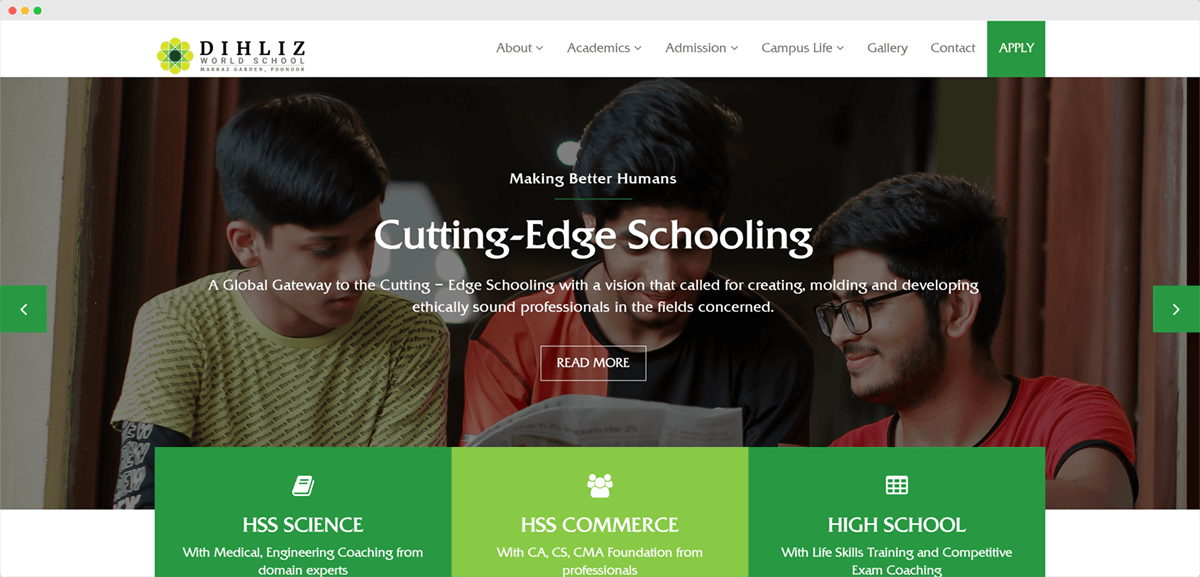 DIHLIZ
WORLD SCHOOL
MARKAZ GARDEN, POONOOR
About
Academics
Admission
Campus Life
Gallery
Contact
APPLY
Making Better Humans
Cutting-Edge Schooling
A Global Gateway to the Cutting – Edge Schooling with a vision that called for creating, molding and developing
ethically sound professionals in the fields concerned.
READ MORE
HSS SCIENCE
With Medical, Engineering Coaching from
domain experts
HSS COMMERCE
With CA, CS, CMA Foundation from
professionals
HIGH SCHOOL
With Life Skills Training and Competitive
Exam Coaching